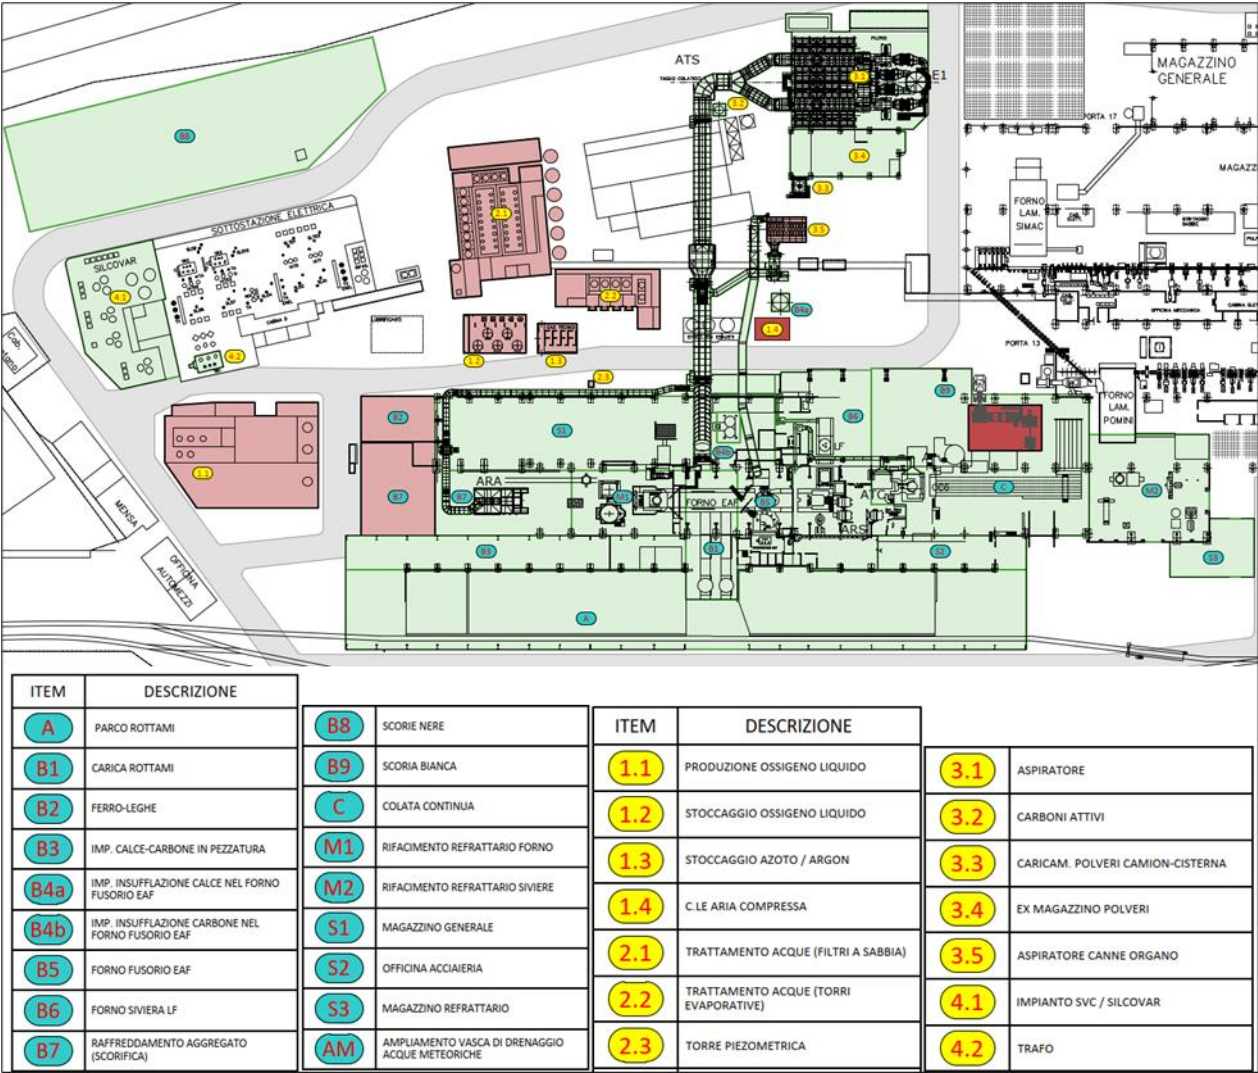 ATS
3.1
E1
MAGAZZINO
GENERALE
3.2
PORTA 17
B8
3.4
MAGAZZ
3.3
FORNO
LAM.
SIMAC
2.1
SOTTOSTAZIONE ELETTRICA
3.5
SILCOVAR
4.1
2.2
B4a
CABINA
OFFICINA MECCANICA
LUBRIFICANTI
1.4
4.2
1.2
1.3
PORTA 13
2.3
B9
FORNO
LAM.
POMINI
B2
S1
B6
LF
1.1
B4b
ARA
B7
B7
M1
FORNO EAF
B5
ATO
CC6
C
M2
MENSA
ARS
B3
B1
S2
S3
OFFICINA
AUTOMEZZI
A
ITEM DESCRIZIONE
A PARCO ROTTAMI
B1 CARICA ROTTAMI
B2 FERRO-LEGHE
B3 IMP. CALCE-CARBONE IN PEZZATURA
B4a IMP. INSUFFLAZIONE CALCE NEL FORNO
FUSORIO EAF
B4b IMP. INSUFFLAZIONE CARBONE NEL
FORNO FUSORIO EAF
B5 FORNO FUSORIO EAF
B6 FORNO SIVIERA LF
B7 RAFFREDDAMENTO AGGREGATO
(SCORIFICA)
B8 SCORIE NERE
B9 SCORIA BIANCA
C COLATA CONTINUA
M1 RIFACIMENTO REFRATTARIO FORNO
M2 RIFACIMENTO REFRATTARIO SIVIERE
S1 MAGAZZINO GENERALE
S2 OFFICINA ACCIAIERIA
S3 MAGAZZINO REFRATTARIO
AM AMPLIAMENTO VASCA DI DRENAGGIO
ACQUE METEORICHE
ITEM DESCRIZIONE
1.1 PRODUZIONE OSSIGENO LIQUIDO
1.2 STOCCAGGIO OSSIGENO LIQUIDO
1.3 STOCCAGGIO AZOTO / ARGON
1.4 C.LE ARIA COMPRESSA
2.1 TRATTAMENTO ACQUE (FILTRI A SABBIA)
2.2 TRATTAMENTO ACQUE (TORRI
EVAPORATIVE)
2.3 TORRE PIEZOMETRICA
3.1 ASPIRATORE
3.2 CARBONI ATTIVI
3.3 CARICAM. POLVERI CAMION-CISTERNA
3.4 EX MAGAZZINO POLVERI
3.5 ASPIRATORE CANNE ORGANO
4.1 IMPIANTO SVC / SILCOVAR
4.2 TRAFO